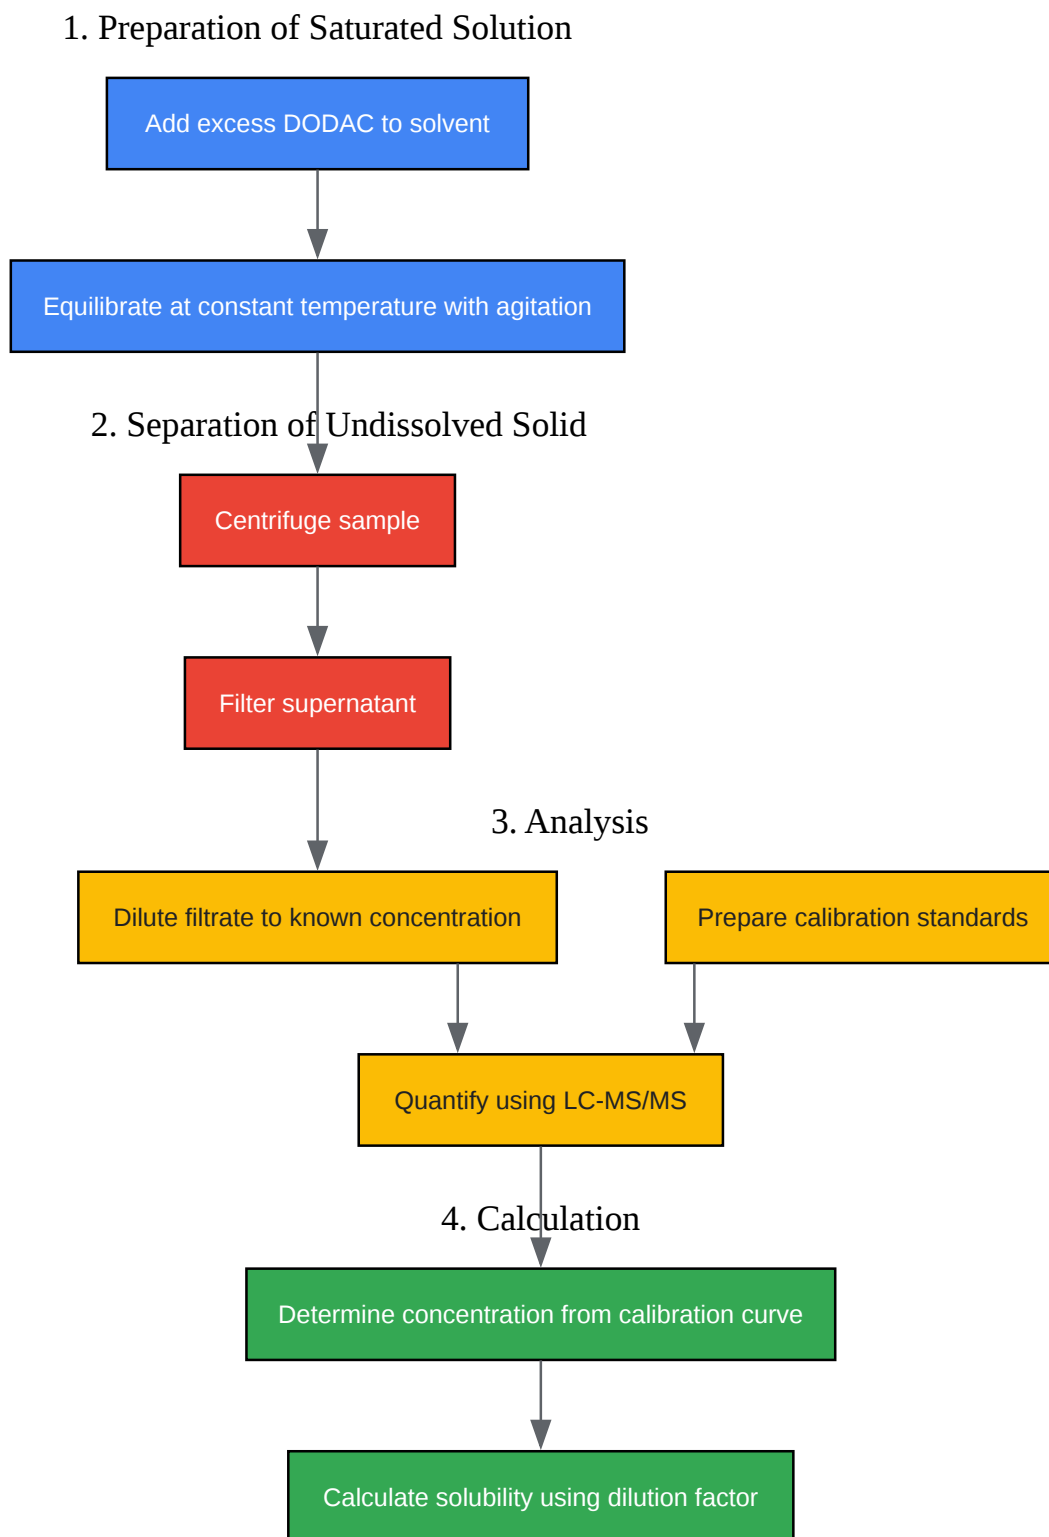 1. Preparation of Saturated Solution
Add excess DODAC to solvent
Equilibrate at constant temperature with agitation
2. Separation of Undissolved Solid
Centrifuge sample
Filter supernatant
3. Analysis
Dilute filtrate to known concentration
Prepare calibration standards
Quantify using LC-MS/MS
4. Calculation
Determine concentration from calibration curve
Calculate solubility using dilution factor